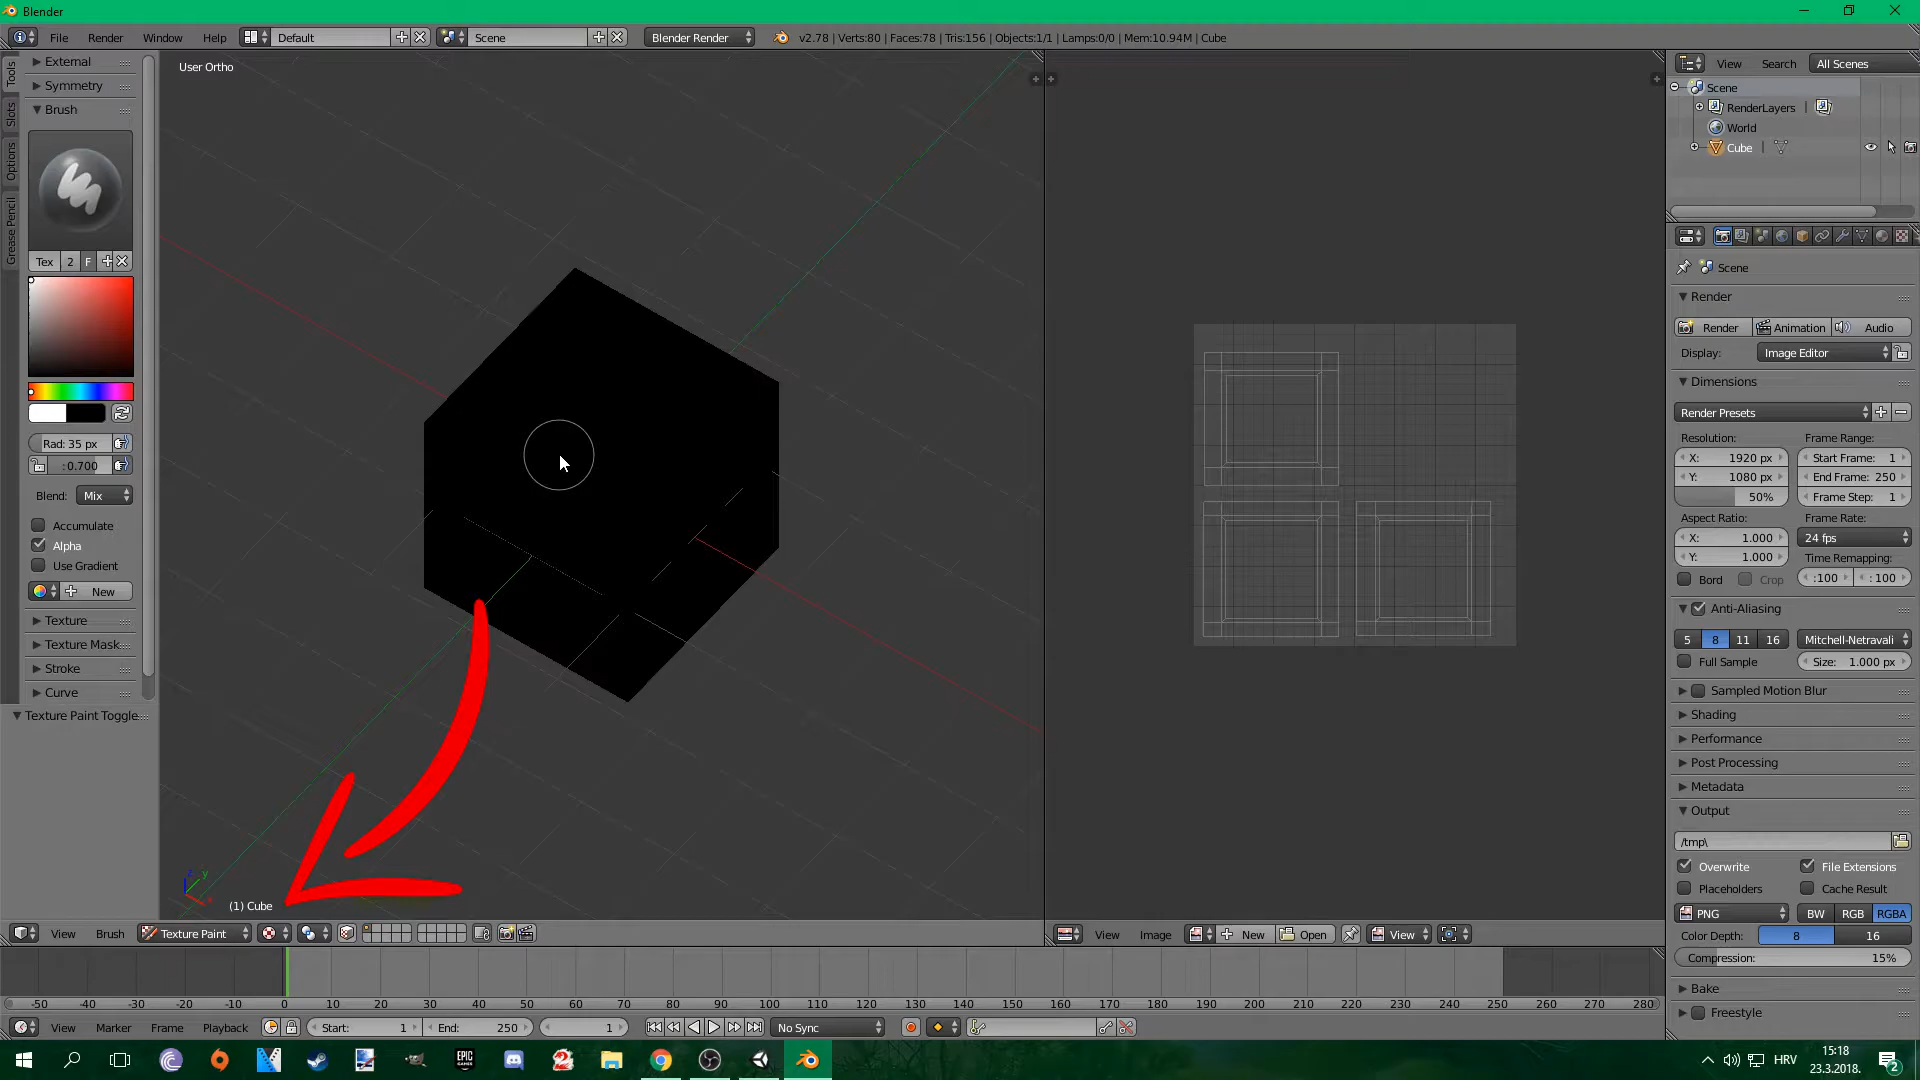 Blender
File Render Window Help Default Scene Blender Render v2.78 | Verts:80 | Faces:78 | Tris:156 | Objects:1/1 | Lamps:0/0 | Mem:10.94M | Cube
Tools
Slots
Options
Grease Pencil
External
Symmetry
Brush
Tex 2 F
Rad: 35 px
:0.700
Blend: Mix
Accumulate
Alpha
Use Gradient
New
Texture
Texture Mask
Stroke
Curve
Texture Paint Toggle
User Ortho
z y x
(1) Cube
View Brush Texture Paint
View Image New Open View
View Search All Scenes
Scene
RenderLayers |
World
Cube |
Scene
Render
Render Animation Audio
Display: Image Editor
Dimensions
Render Presets
Resolution: Frame Range:
X: 1920 px Start Frame: 1
Y: 1080 px End Frame: 250
50% Frame Step: 1
Aspect Ratio: Frame Rate:
X: 1.000 24 fps
Y: 1.000 Time Remapping:
Bord Crop :100 : 100
Anti-Aliasing
5 8 11 16 Mitchell-Netravali
Full Sample Size: 1.000 px
Sampled Motion Blur
Shading
Performance
Post Processing
Metadata
Output
/tmp\
Overwrite File Extensions
Placeholders Cache Result
PNG BW RGB RGBA
Color Depth: 8 16
Compression: 15%
Bake
Freestyle
-50 -40 -30 -20 -10 0 10 20 30 40 50 60 70 80 90 100 110 120 130 140 150 160 170 180 190 200 210 220 230 240 250 260 270 280
View Marker Frame Playback Start: 1 End: 250 1 No Sync
EPIC GAMES
HRV
15:18
23.3.2018.
2